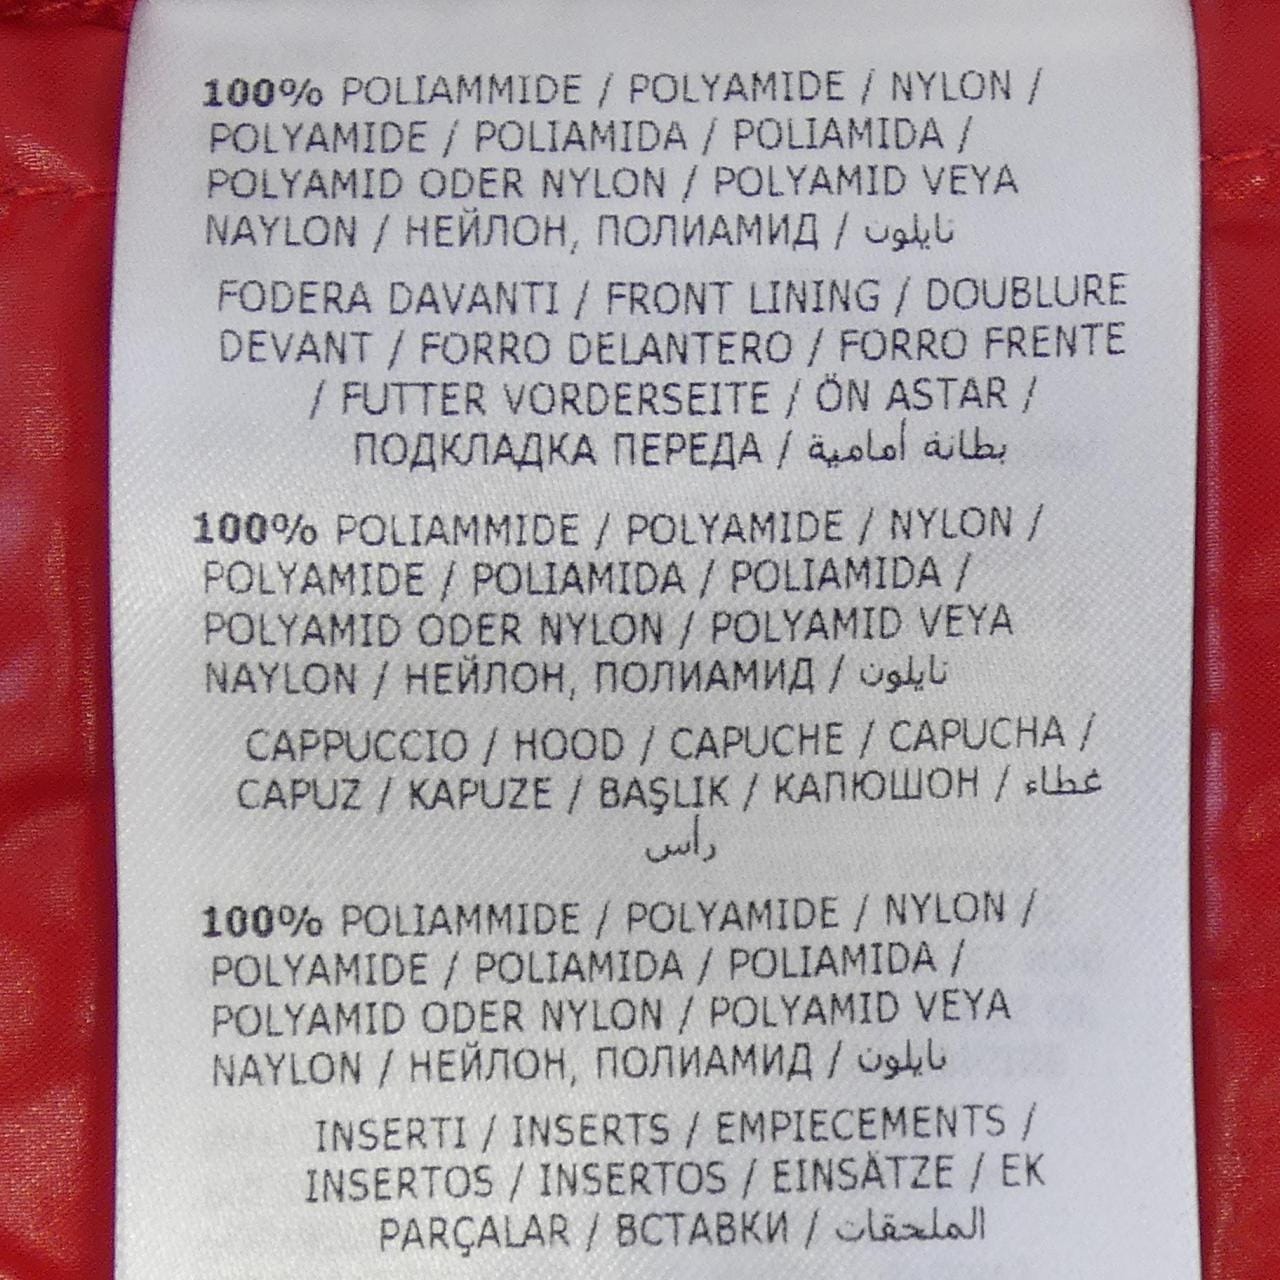 100% POLIAMMIDE / POLYAMIDE / NYLON /
POLYAMIDE / POLIAMIDA / POLIAMIDA /
POLYAMID ODER NYLON / POLYAMID VEYA
NAYLON / НЕЙЛОН, ПОЛИАМИД / نايلون
FODERA DAVANTI / FRONT LINING / DOUBLURE
DEVANT / FORRO DELANTERO / FORRO FRENTE
/ FUTTER VORDERSEITE / ÖN ASTAR /
ПОДКЛАДКА ПЕРЕДА / بطانة أمامية
100% POLIAMMIDE / POLYAMIDE / NYLON /
POLYAMIDE / POLIAMIDA / POLIAMIDA /
POLYAMID ODER NYLON / POLYAMID VEYA
NAYLON / НЕЙЛОН, ПОЛИАМИД / نايلون
CAPPUCCIO / HOOD / CAPUCHE / CAPUCHA /
CAPUZ / KAPUZE / BAŞLIK / КАПЮШОН / غطاء
رأس
100% POLIAMMIDE / POLYAMIDE / NYLON /
POLYAMIDE / POLIAMIDA / POLIAMIDA /
POLYAMID ODER NYLON / POLYAMID VEYA
NAYLON / НЕЙЛОН, ПОЛИАМИД / نايلون
INSERTI / INSERTS / EMPIECEMENTS /
INSERTOS / INSERTOS / EINSÄTZE / EK
PARÇALAR / ВСТАВКИ / الملحقات